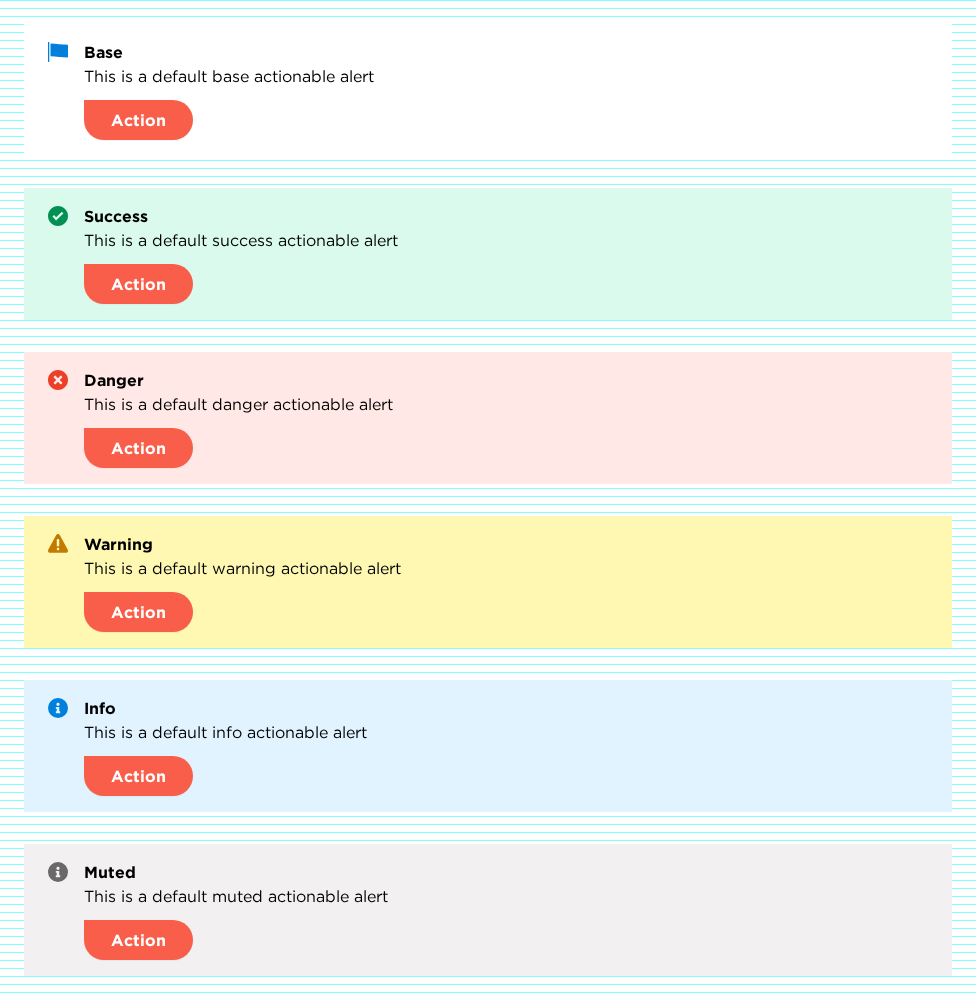 Base
This is a default base actionable alert
Action
Success
This is a default success actionable alert
Action
Danger
This is a default danger actionable alert
Action
Warning
This is a default warning actionable alert
Action
Info
This is a default info actionable alert
Action
Muted
This is a default muted actionable alert
Action